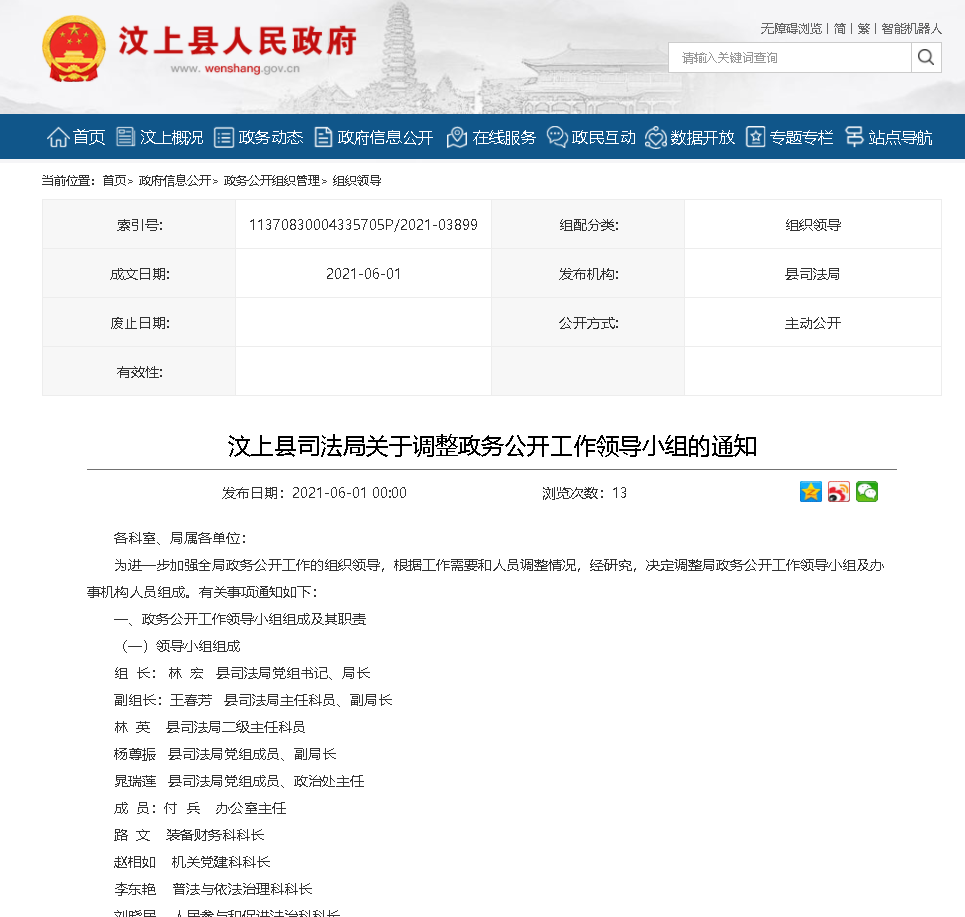 汶上县人民政府
www. wenshang.gov.cn
无障碍浏览 | 简 | 繁 | 智能机器人
请输入关键词查询
首页 汶上概况 政务动态 政府信息公开 在线服务 政民互动 数据开放 专题专栏 站点导航
当前位置：首页> 政府信息公开> 政务公开组织管理> 组织领导
索引号: 11370830004335705P/2021-03899 组配分类: 组织领导
成文日期: 2021-06-01 发布机构: 县司法局
废止日期: 公开方式: 主动公开
有效性:
汶上县司法局关于调整政务公开工作领导小组的通知
发布日期：2021-06-01 00:00 浏览次数：13
各科室、局属各单位：
为进一步加强全局政务公开工作的组织领导，根据工作需要和人员调整情况，经研究，决定调整局政务公开工作领导小组及办
事机构人员组成。有关事项通知如下：
一、政务公开工作领导小组组成及其职责
（一）领导小组组成
组 长： 林 宏 县司法局党组书记、局长
副组长：王春芳 县司法局主任科员、副局长
林 英 县司法局二级主任科员
杨尊振 县司法局党组成员、副局长
晁瑞莲 县司法局党组成员、政治处主任
成 员：付 兵 办公室主任
路 文 装备财务科科长
赵相如 机关党建科科长
李东艳 普法与依法治理科科长
刘晓居 人民参与和促进法治科科长